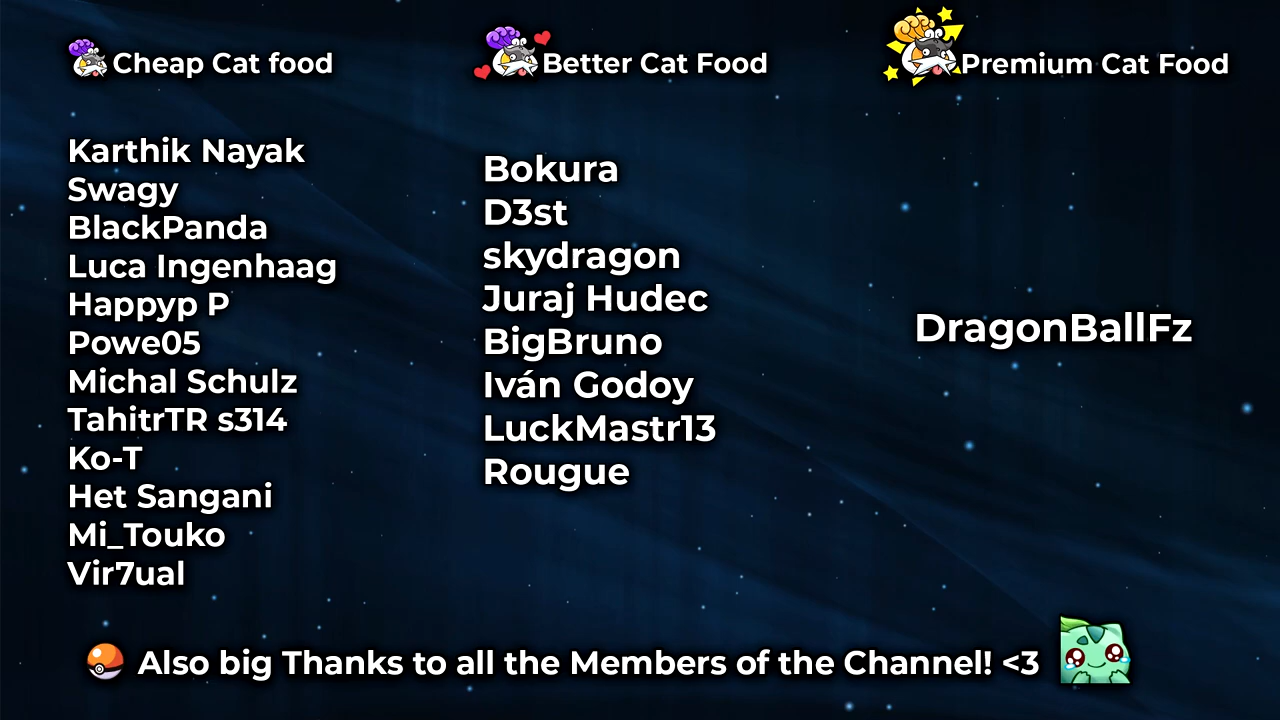 Cheap Cat food
Better Cat Food
Premium Cat Food
Karthik Nayak
Swagy
BlackPanda
Luca Ingenhaag
Happyp P
Powe05
Michal Schulz
TahitrTR s314
Ko-T
Het Sangani
Mi_Touko
Vir7ual
Bokura
D3st
skydragon
Juraj Hudec
BigBruno
Iván Godoy
LuckMastr13
Rougue
DragonBallFz
Also big Thanks to all the Members of the Channel! <3